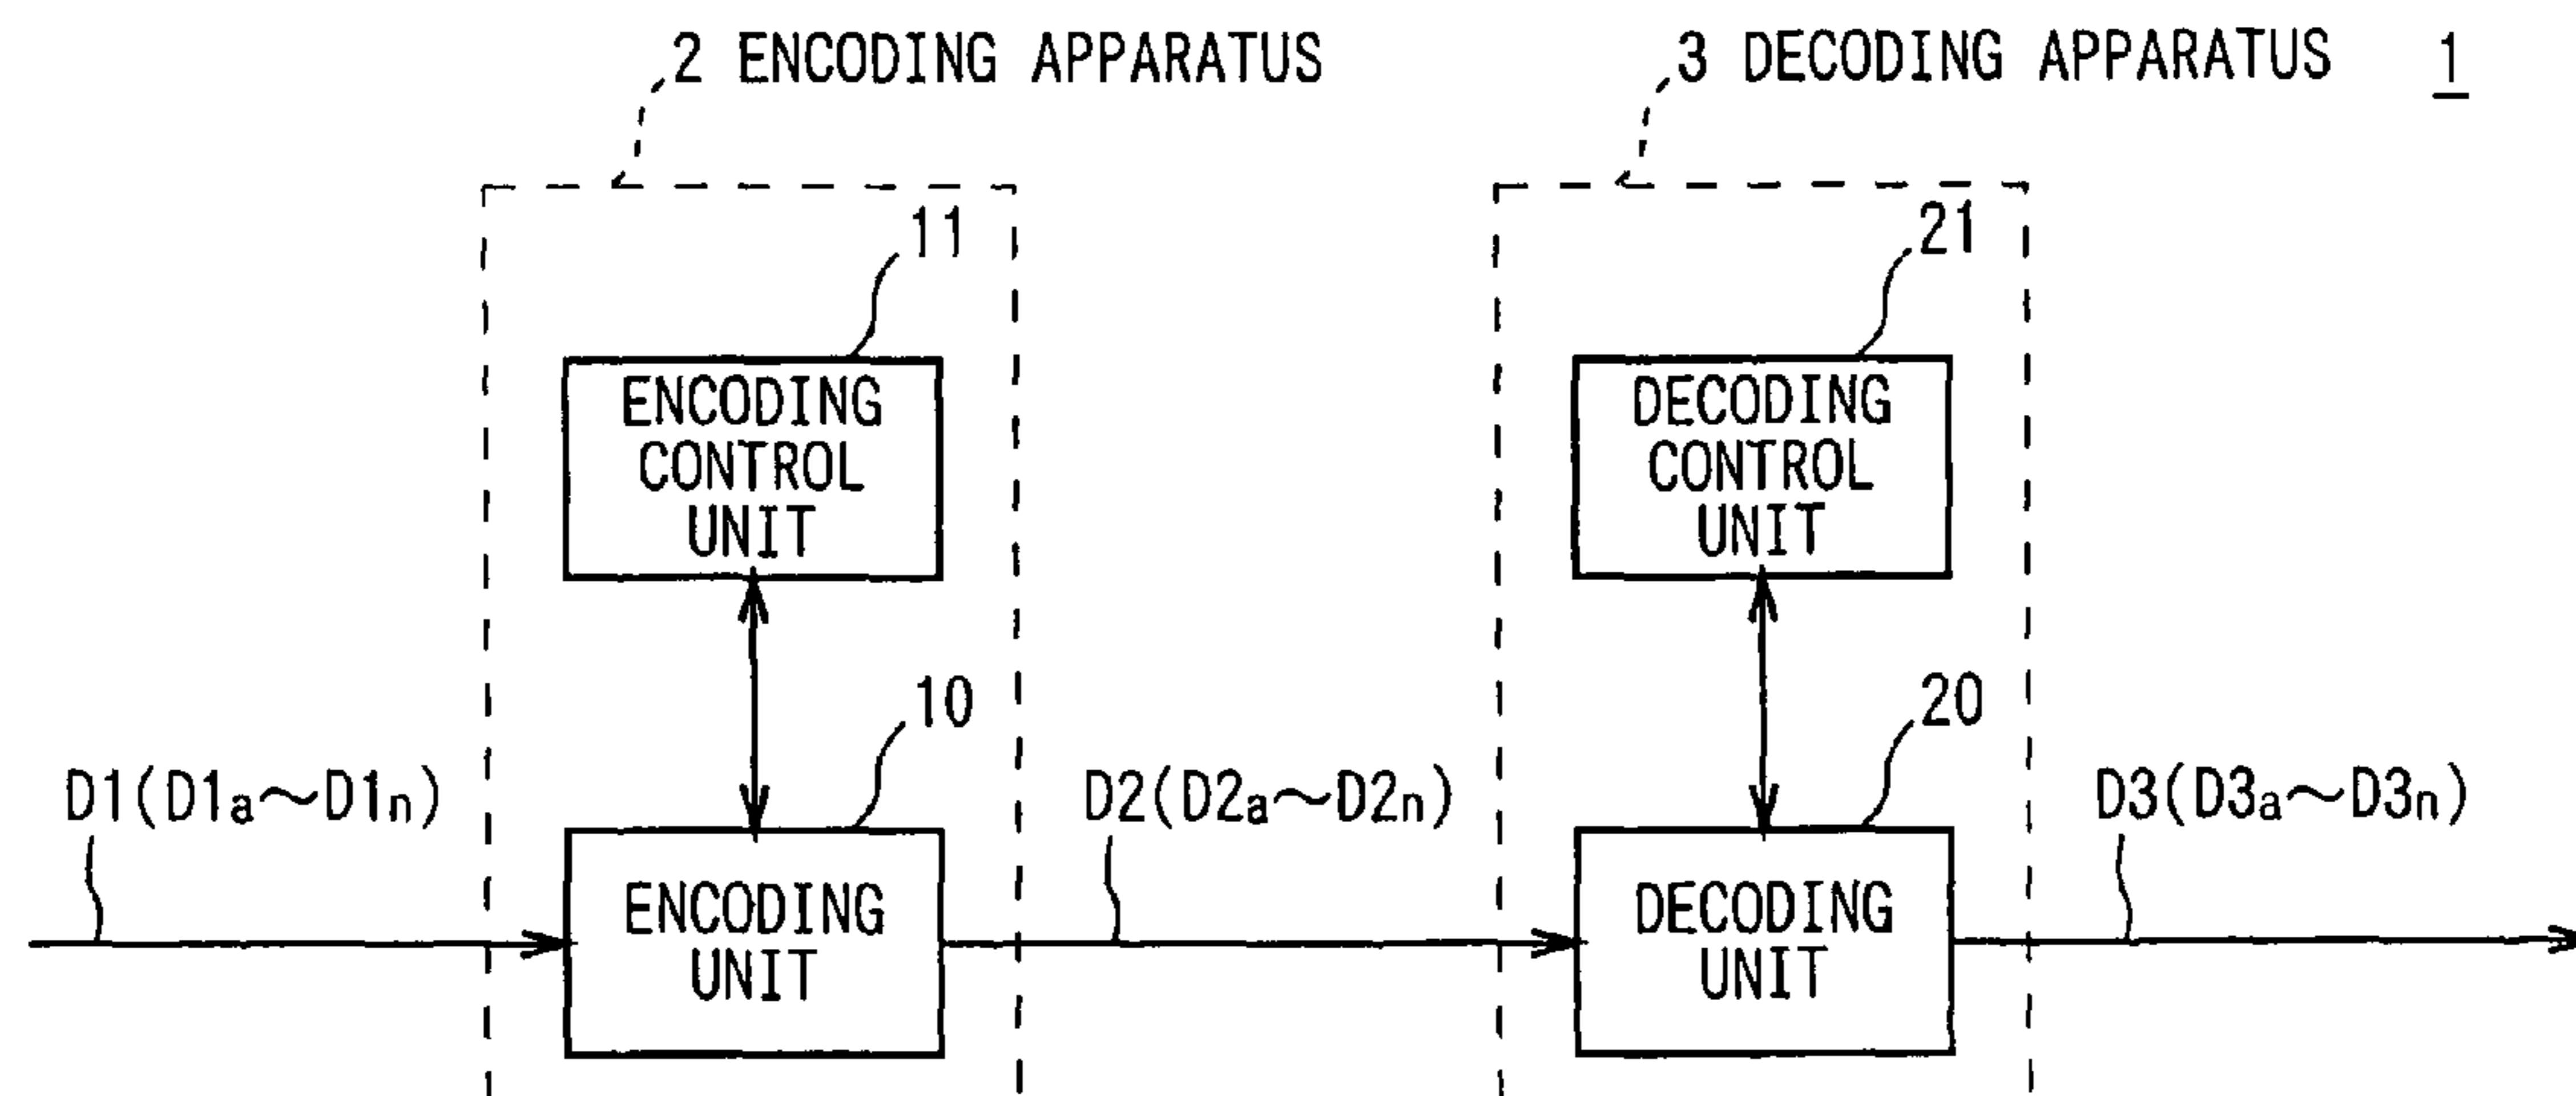 2 ENCODING APPARATUS
3 DECODING APPARATUS
1
11
21
ENCODING
CONTROL
UNIT
DECODING
CONTROL
UNIT
10
20
D1(D1a～D1n)
D2(D2a～D2n)
D3(D3a～D3n)
ENCODING
UNIT
DECODING
UNIT